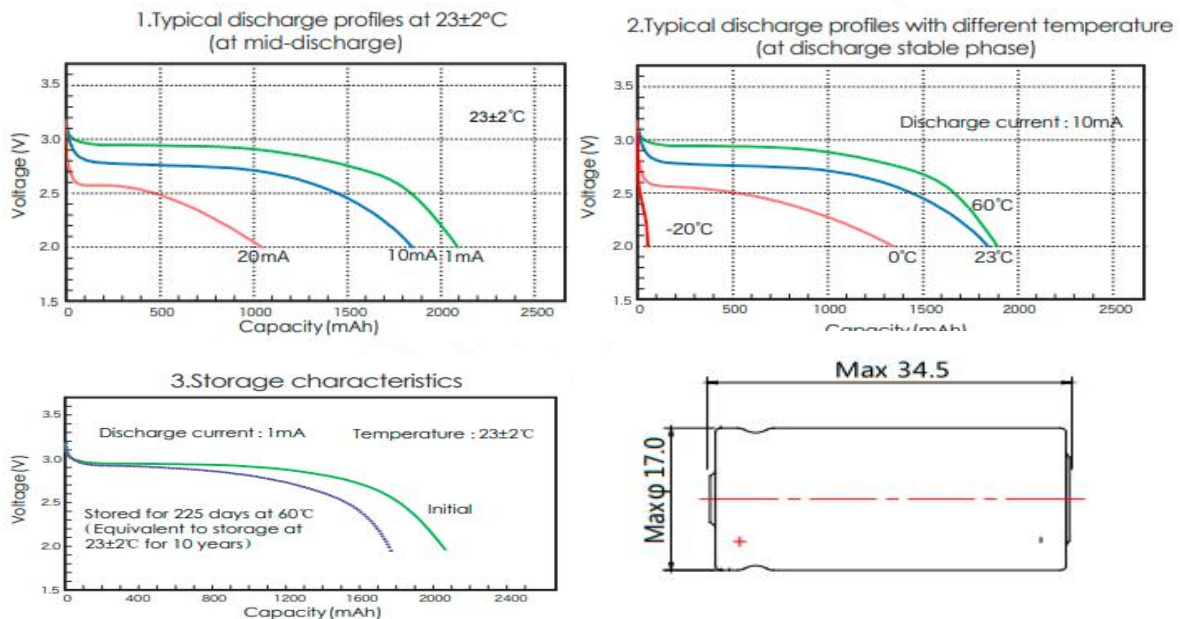 1.Typical discharge profiles at 23±2°C
(at mid-discharge)
3.5
3.0
2.5
2.0
1.5
Voltage (V)
23±2°C
20mA
10mA
1mA
0
500
1000
1500
2000
2500
Capacity(mAh)
2.Typical discharge profiles with different temperature
(at discharge stable phase)
3.5
3.0
2.5
2.0
1.5
Voltage (V)
Discharge current : 10mA
60°C
-20°C
0°C
23°C
0
500
1000
1500
2000
2500
Capacity(mAh)
3.Storage characteristics
3.5
3.0
2.5
2.0
1.5
Voltage(V)
Discharge current : 1mA
Temperature : 23±2℃
Initial
Stored for 225 days at 60℃
(Equivalent to storage at
23±2℃ for 10 years)
0
400
800
1200
1600
2000
2400
Capacity(mAh)
Max 34.5
Max φ 17.0
+
-